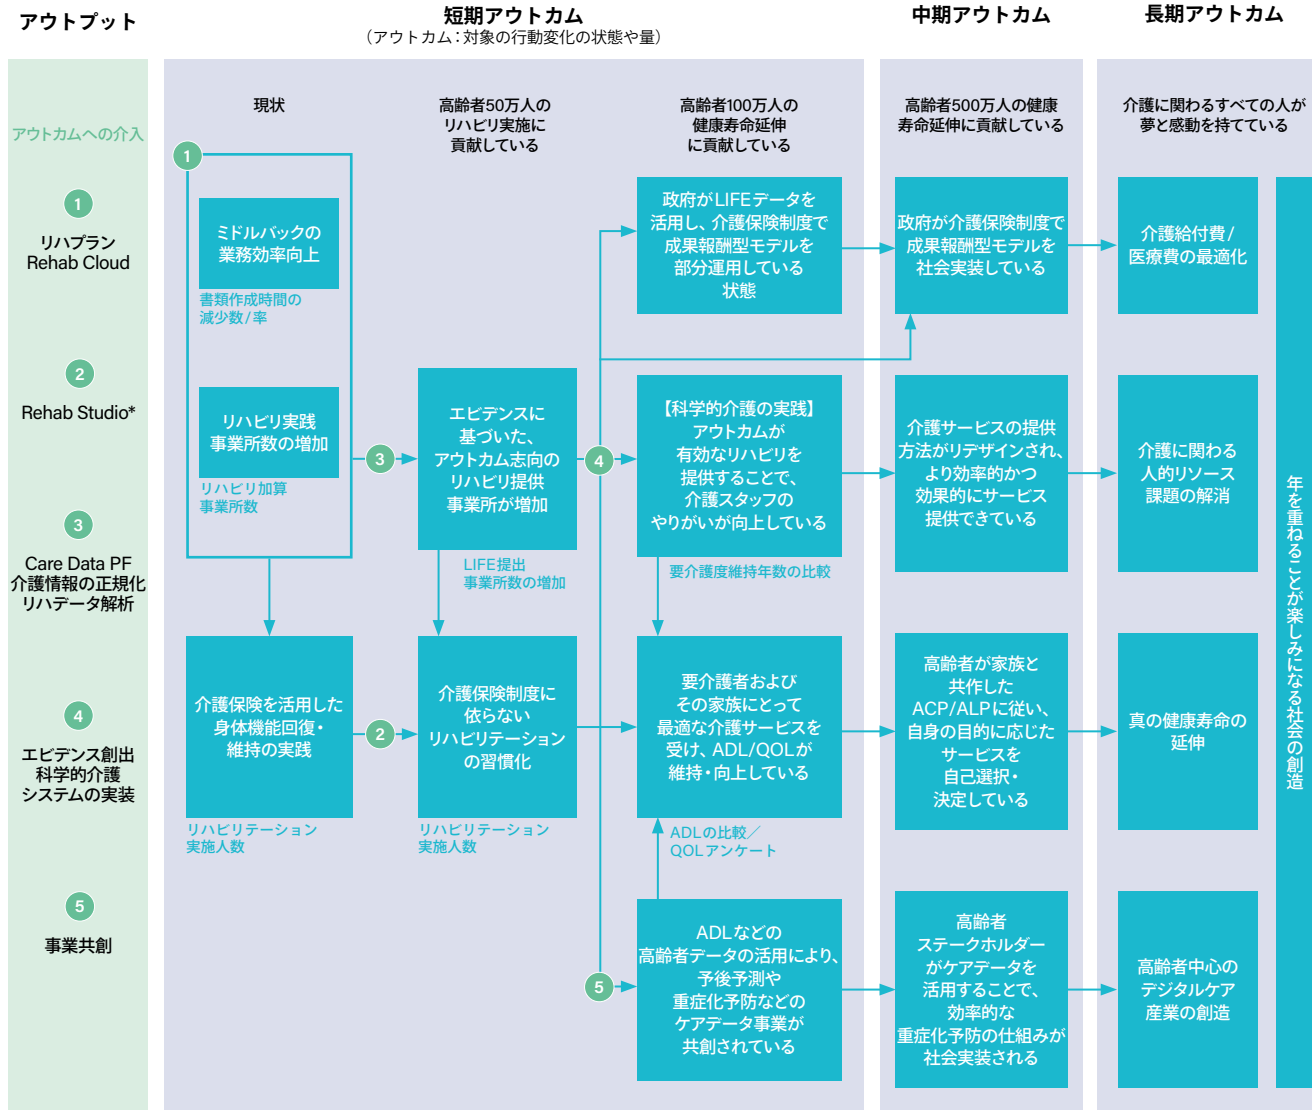 アウトプット
短期アウトカム
（アウトカム：対象の行動変化の状態や量）
中期アウトカム
長期アウトカム
アウトカムへの介入
1
リハプラン
Rehab Cloud
2
Rehab Studio*
3
Care Data PF
介護情報の正規化
リハデータ解析
4
エビデンス創出
科学的介護
システムの実装
5
事業共創
現状
1
ミドルバックの
業務効率向上
書類作成時間の
減少数/率
リハビリ実践
事業所数の増加
リハビリ加算
事業所数
介護保険を活用した
身体機能回復・
維持の実践
リハビリテーション
実施人数
3
2
高齢者50万人の
リハビリ実施に
貢献している
エビデンスに
基づいた、
アウトカム志向の
リハビリ提供
事業所が増加
LIFE提出
事業所数の増加
介護保険制度に
依らない
リハビリテーション
の習慣化
リハビリテーション
実施人数
4
5
高齢者100万人の
健康寿命延伸
に貢献している
政府がLIFEデータを
活用し、介護保険制度で
成果報酬型モデルを
部分運用している
状態
【科学的介護の実践】
アウトカムが
有効なリハビリを
提供することで、
介護スタッフの
やりがいが向上している
要介護度維持年数の比較
要介護者および
その家族にとって
最適な介護サービスを
受け、ADL/QOLが
維持・向上している
ADLの比較／
QOLアンケート
ADLなどの
高齢者データの活用により、
予後予測や
重症化予防などの
ケアデータ事業が
共創されている
高齢者500万人の健康
寿命延伸に貢献している
政府が介護保険制度で
成果報酬型モデルを
社会実装している
介護サービスの提供
方法がリデザインされ、
より効率的かつ
効果的にサービス
提供できている
高齢者が家族と
共作した
ACP/ALPに従い、
自身の目的に応じた
サービスを
自己選択・
決定している
高齢者
ステークホルダー
がケアデータを
活用することで、
効率的な
重症化予防の仕組みが
社会実装される
介護に関わるすべての人が
夢と感動を持てている
介護給付費/
医療費の最適化
介護に関わる
人的リソース
課題の解消
真の健康寿命の
延伸
高齢者中心の
デジタルケア
産業の創造
年を重ねることが楽しみになる社会の創造